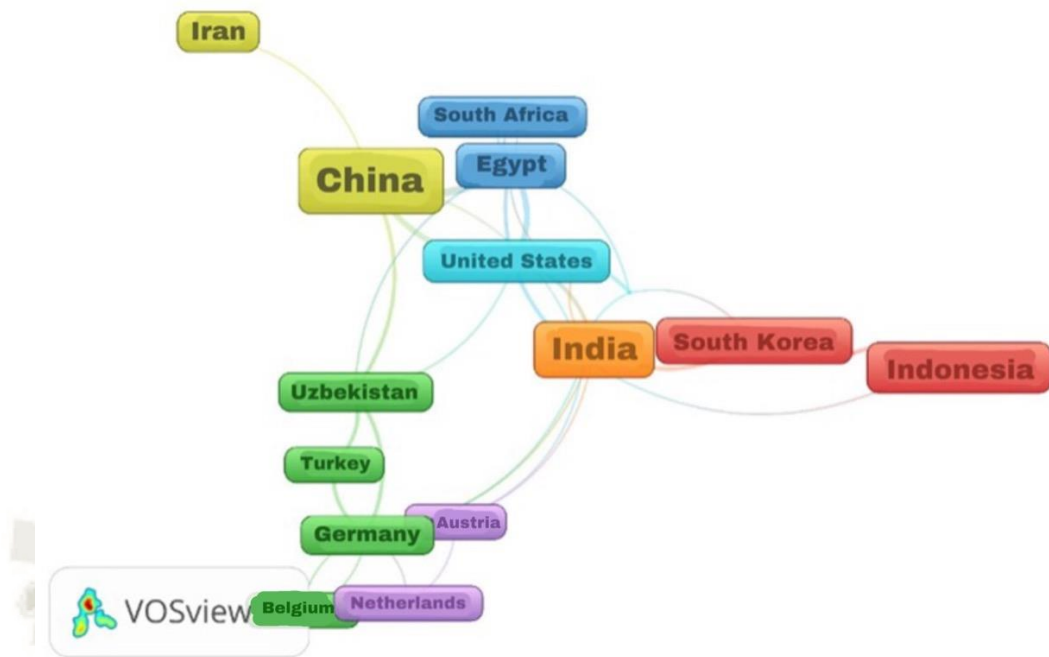 Iran
South Africa
Egypt
China
United States
India
South Korea
Indonesia
Uzbekistan
Turkey
Austria
Germany
Belgium
Netherlands
VOSview